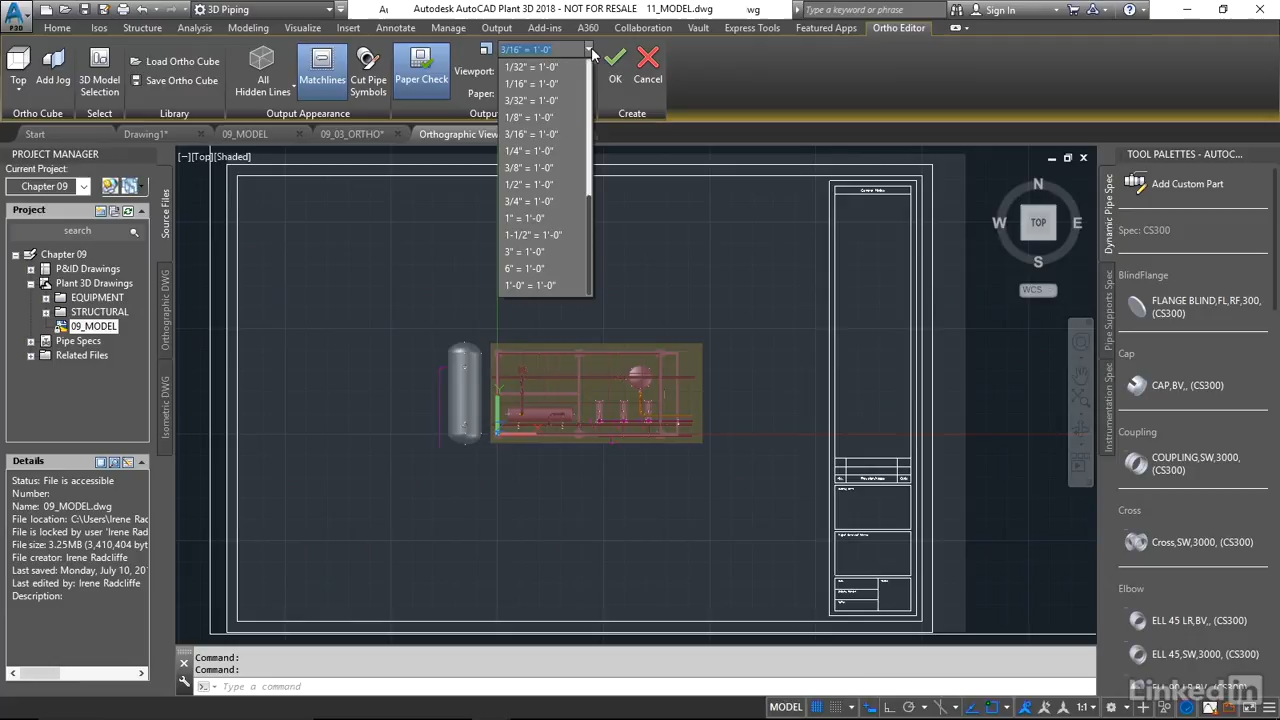 3D Piping
Autodesk AutoCAD Plant 3D 2018 - NOT FOR RESALE 11_MODEL.dwg
wg
Type a keyword or phrase
Sign In
P3D
Home
Isos
Structure
Analysis
Modeling
Visualize
Insert
Annotate
Manage
Output
Add-ins
A360
Collaboration
Vault
Express Tools
Featured Apps
Ortho Editor
Top
Add Jog
3D Model
Selection
Load Ortho Cube
Save Ortho Cube
All
Hidden Lines
Matchlines
Cut Pipe
Symbols
Paper Check
Viewport:
Paper:
3/16" = 1'-0"
OK
Cancel
Ortho Cube
Select
Library
Output Appearance
Create
1/32" = 1'-0"
1/16" = 1'-0"
3/32" = 1'-0"
1/8" = 1'-0"
3/16" = 1'-0"
1/4" = 1'-0"
3/8" = 1'-0"
1/2" = 1'-0"
3/4" = 1'-0"
1" = 1'-0"
1-1/2" = 1'-0"
3" = 1'-0"
6" = 1'-0"
1'-0" = 1'-0"
Start
Drawing1*
09_MODEL
09_03_ORTHO*
Orthographic View
PROJECT MANAGER
Current Project:
Chapter 09
Project
search
Chapter 09
P&ID Drawings
Plant 3D Drawings
EQUIPMENT
STRUCTURAL
09_MODEL
Pipe Specs
Related Files
Source Files
Orthographic DWG
Isometric DWG
Details
Status: File is accessible
Number:
Name: 09_MODEL.dwg
File location: C:\Users\Irene Rad
File is locked by user 'Irene
File size: 3.25MB (3,410,404 byt
File creator: Irene Radcliffe
Last saved: Monday, July 10, 201
Last edited by: Irene Radcliffe
Description:
[−][Top][Shaded]
N
W
TOP
E
S
WCS
TOOL PALETTES - AUTOC...
Dynamic Pipe Spec
Pipe Supports Spec
Instrumentation Spec
Add Custom Part
Spec: CS300
BlindFlange
FLANGE BLIND,FL,RF,300,
(CS300)
Cap
CAP,BV,, (CS300)
Coupling
COUPLING,SW,3000,
(CS300)
Cross
Cross,SW,3000, (CS300)
Elbow
ELL 45 LR,BV,, (CS300)
ELL 45,SW,3000, (CS300)
ELL 90 LR,BV,, (CS300)
Command:
Command:
Type a command
MODEL
1:1
LinkedIn